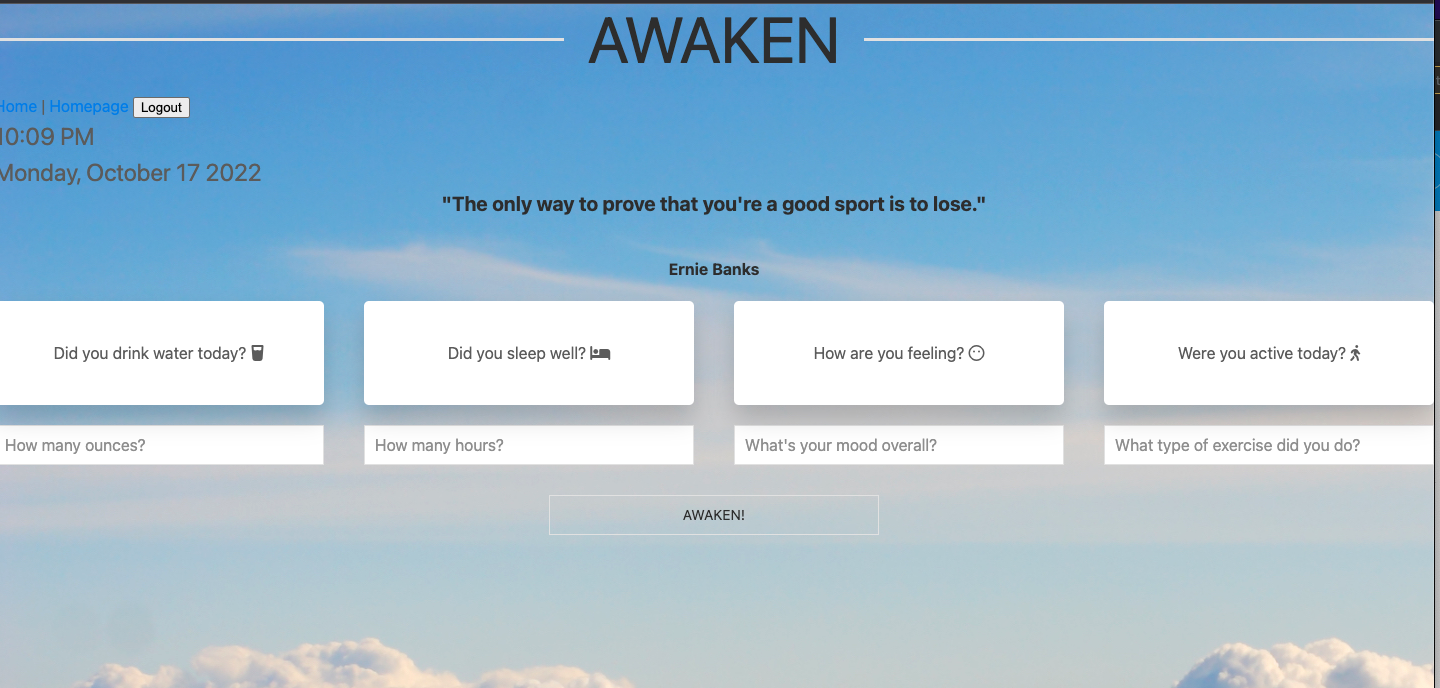 AWAKEN
Home | Homepage Logout
10:09 PM
Monday, October 17 2022
"The only way to prove that you're a good sport is to lose."
Ernie Banks
Did you drink water today?
Did you sleep well?
How are you feeling?
Were you active today?
How many ounces?
How many hours?
What's your mood overall?
What type of exercise did you do?
AWAKEN!